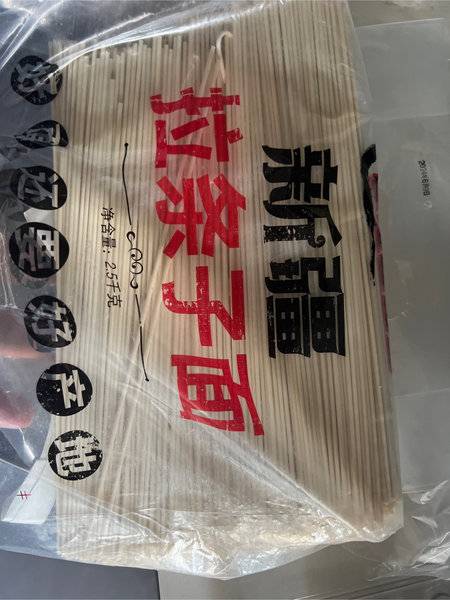 新疆
拉条子面
净含量：2.5千克
好面还要好产地